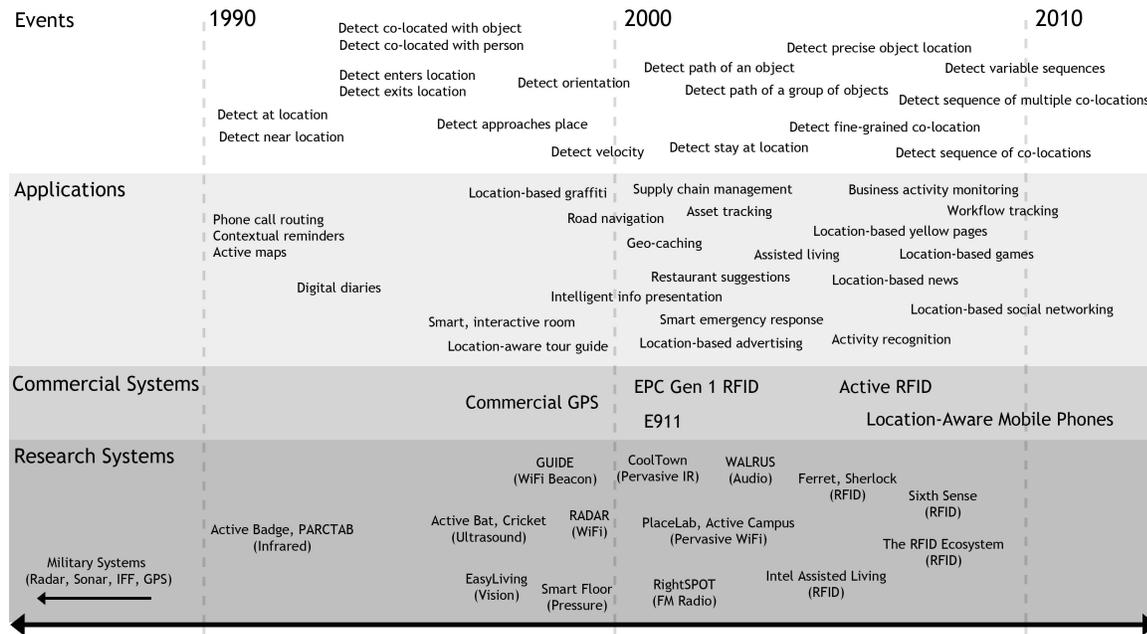 Events
1990
2000
2010
Detect co-located with object
Detect co-located with person
Detect precise object location
Detect path of an object
Detect variable sequences
Detect enters location
Detect exits location
Detect orientation
Detect path of a group of objects
Detect sequence of multiple co-locations
Detect at location
Detect approaches place
Detect fine-grained co-location
Detect near location
Detect velocity
Detect stay at location
Detect sequence of co-locations
Applications
Location-based graffiti
Supply chain management
Business activity monitoring
Phone call routing
Contextual reminders
Active maps
Road navigation
Asset tracking
Workflow tracking
Location-based yellow pages
Geo-caching
Assisted living
Location-based games
Digital diaries
Restaurant suggestions
Location-based news
Intelligent info presentation
Location-based social networking
Smart, interactive room
Smart emergency response
Location-aware tour guide
Location-based advertising
Activity recognition
Commercial Systems
Commercial GPS
EPC Gen 1 RFID
Active RFID
E911
Location-Aware Mobile Phones
Research Systems
GUIDE
(WiFi Beacon)
CoolTown
(Pervasive IR)
WALRUS
(Audio)
Ferret, Sherlock
(RFID)
Sixth Sense
(RFID)
Active Badge, PARCTAB
(Infrared)
Active Bat, Cricket
(Ultrasound)
RADAR
(WiFi)
PlaceLab, Active Campus
(Pervasive WiFi)
The RFID Ecosystem
(RFID)
Military Systems
(Radar, Sonar, IFF, GPS)
EasyLiving
(Vision)
Smart Floor
(Pressure)
RightSPOT
(FM Radio)
Intel Assisted Living
(RFID)